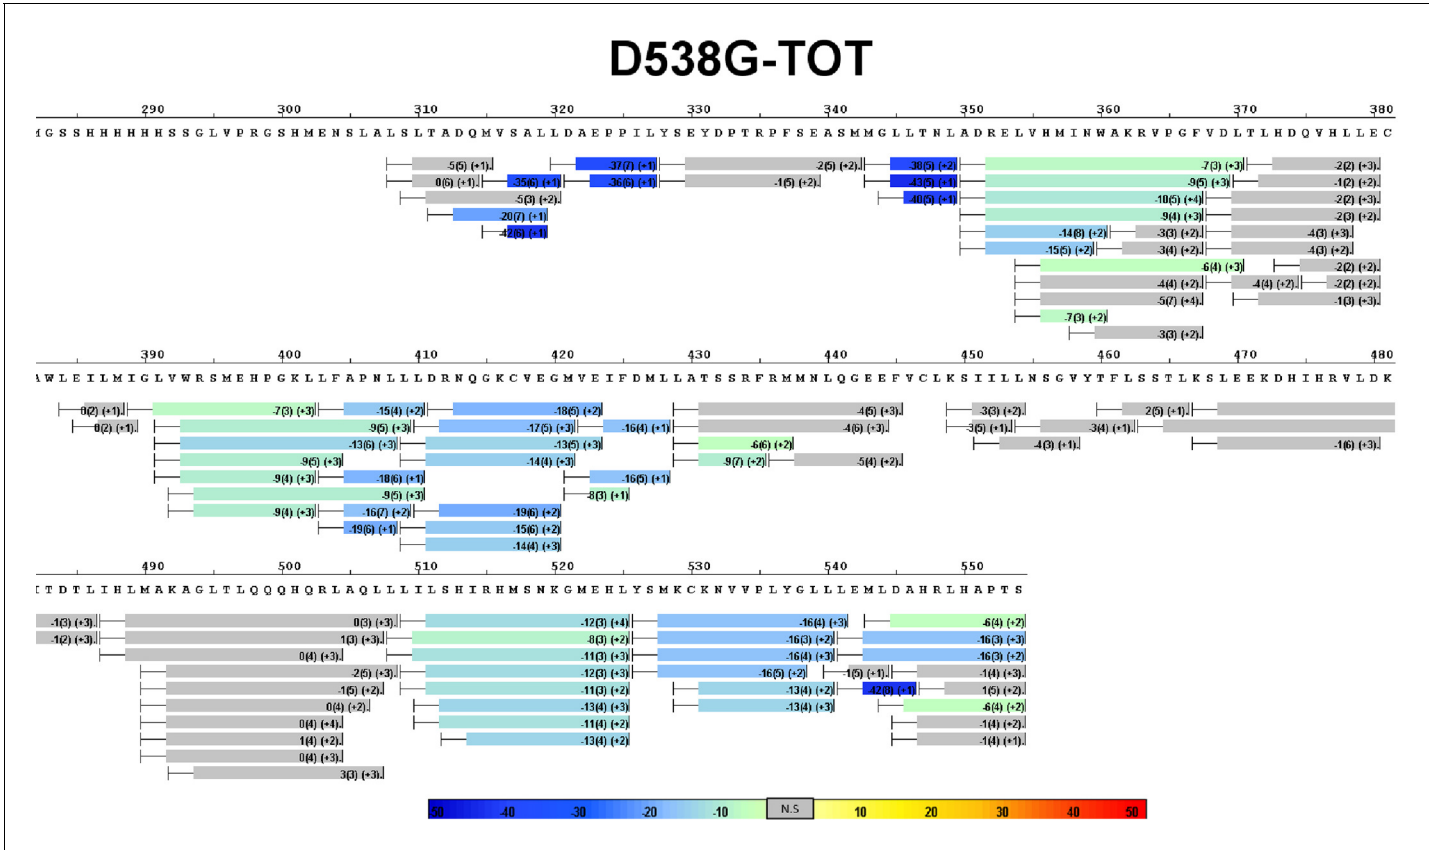 D538G-TOT
290 300 310 320 330 340 350 360 370 380
M G S S H H H H H H S S G L V P R G S H M E N S L A L S L T A D Q M V S A L L D A E P P I L Y S E Y D P T R P F S E A S M M G L L T N L A D R E L V H M I N W A K R V P G F V D L T L H D Q V H L L E C
-5(5) (+1). -37(7) (+1) -2(5) (+2). -38(5) (+2) -7(3) (+3) -2(2) (+3).
0(6) (+1). -35(6) (+1) -36(6) (+1) -1(5) (+2). -43(5) (+1) -9(5) (+3) -1(2) (+2).
-5(3) (+2). -40(5) (+1) -10(5) (+4) -2(2) (+3).
-20(7) (+1) -9(4) (+3) -2(3) (+2).
-42(6) (+1) -14(8) (+2) -3(3) (+2). -4(3) (+3).
-15(5) (+2) -3(4) (+2). -4(3) (+2).
-6(4) (+3) -2(2) (+2).
-4(4) (+2). -4(4) (+2). -2(2) (+2).
-5(7) (+4). -1(3) (+3).
-7(3) (+2)
-3(3) (+2).
390 400 410 420 430 440 450 460 470 480
A W L E I L M I G L V W R S M E H P G K L L F A P N L L L D R N Q G K C V E G M V E I F D M L L A T S S R F R M M N L Q G E E F V C L K S I I L L N S G V Y T F L S S T L K S L E E K D H I H R V L D K
0(2) (+1). -7(3) (+3) -15(4) (+2) -18(5) (+2) -4(5) (+3). -3(3) (+2). 2(5) (+1).
0(2) (+1). -9(5) (+3) -17(5) (+3) -16(4) (+1) -4(6) (+3). -3(5) (+1). -3(4) (+1).
-13(6) (+3) -13(5) (+3) -6(6) (+2) -4(3) (+1). -1(6) (+3).
-9(5) (+3) -14(4) (+3) -9(7) (+2) -5(4) (+2).
-9(4) (+3) -18(6) (+1) -16(5) (+1)
-9(5) (+3) -8(3) (+1)
-9(4) (+3) -16(7) (+2) -19(6) (+2)
-19(6) (+1) -15(6) (+2)
-14(4) (+3)
490 500 510 520 530 540 550
I T D T L I H L M A K A G L T L Q Q Q H Q R L A Q L L L I L S H I R H M S N K G M E H L Y S M K C K N V V P L Y G L L L E M L D A H R L H A P T S
-1(3) (+3). 0(3) (+3). -12(3) (+4) -16(4) (+3) -6(4) (+2)
-1(2) (+3). 1(3) (+3). -8(3) (+2) -16(3) (+2) -16(3) (+3)
0(4) (+3). -11(3) (+3) -16(4) (+3) -16(3) (+2)
-2(5) (+3). -12(3) (+3) -16(5) (+2) -1(5) (+1). -1(4) (+3).
-1(5) (+2). -11(3) (+2) -13(4) (+2) -42(8) (+1) 1(5) (+2).
0(4) (+2). -13(4) (+3) -13(4) (+3) -6(4) (+2)
0(4) (+4). -11(4) (+2) -1(4) (+2).
1(4) (+2). -13(4) (+2) -1(4) (+1).
0(4) (+3).
3(3) (+3).
-50 -40 -30 -20 -10 N.S 10 20 30 40 50